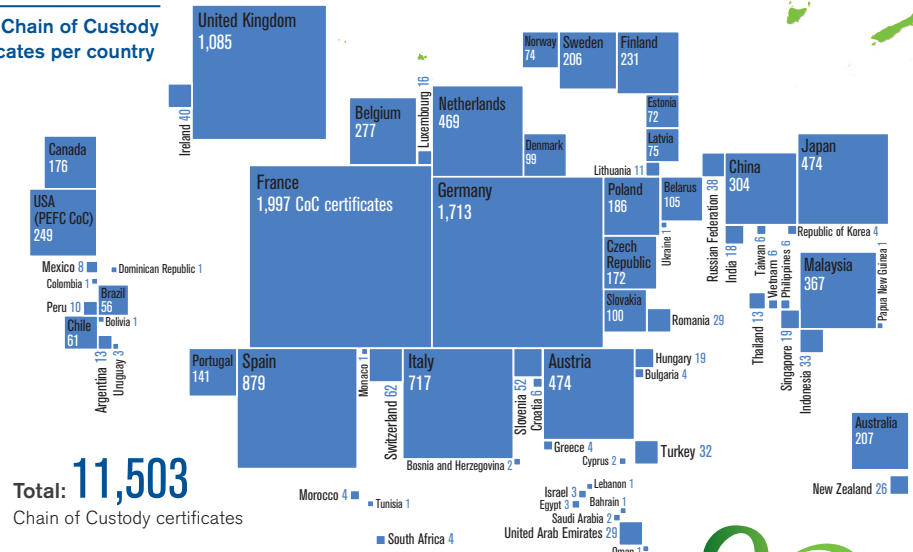 Chain of Custody
cates per country
United Kingdom
1,085
Ireland 40
Norway
74
Sweden
206
Finland
231
Belgium
277
Luxembourg 16
Netherlands
469
Denmark
99
Estonia
72
Latvia
75
Lithuania 11
Canada
176
USA
(PEFC CoC)
249
Mexico 8
Dominican Republic 1
Colombia 1
Brazil
56
Peru 10
Bolivia 1
Chile
61
Argentina 13
Uruguay 3
France
1,997 CoC certificates
Germany
1,713
Poland
186
Belarus
105
Ukraine 1
Czech
Republic
172
Slovakia
100
Romania 29
Russian Federation 38
China
304
Japan
474
India 18
Taiwan 6
Vietnam 6
Philippines 6
Republic of Korea 4
Malaysia
367
Papua New Guinea 1
Thailand 13
Singapore 19
Indonesia 33
Portugal
141
Spain
879
Monaco 1
Switzerland 62
Italy
717
Slovenia 52
Croatia 6
Austria
474
Hungary 19
Bulgaria 4
Bosnia and Herzegovina 2
Greece 4
Cyprus 2
Turkey 32
Australia
207
New Zealand 26
Total: 11,503
Chain of Custody certificates
Morocco 4
Tunisia 1
South Africa 4
Lebanon 1
Israel 3
Egypt 3
Bahrain 1
Saudi Arabia 2
United Arab Emirates 29
Oman 1